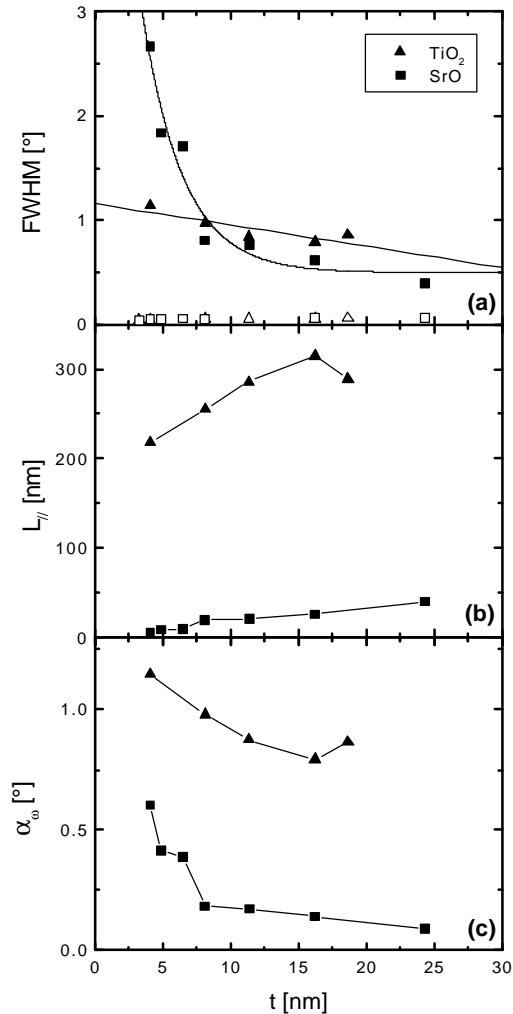 3
2
1
0
FWHM [°]
▲ TiO₂
■ SrO
(a)
300
200
100
0
L// [nm]
(b)
1.0
0.5
0.0
αω [°]
(c)
0 5 10 15 20 25 30
t [nm]